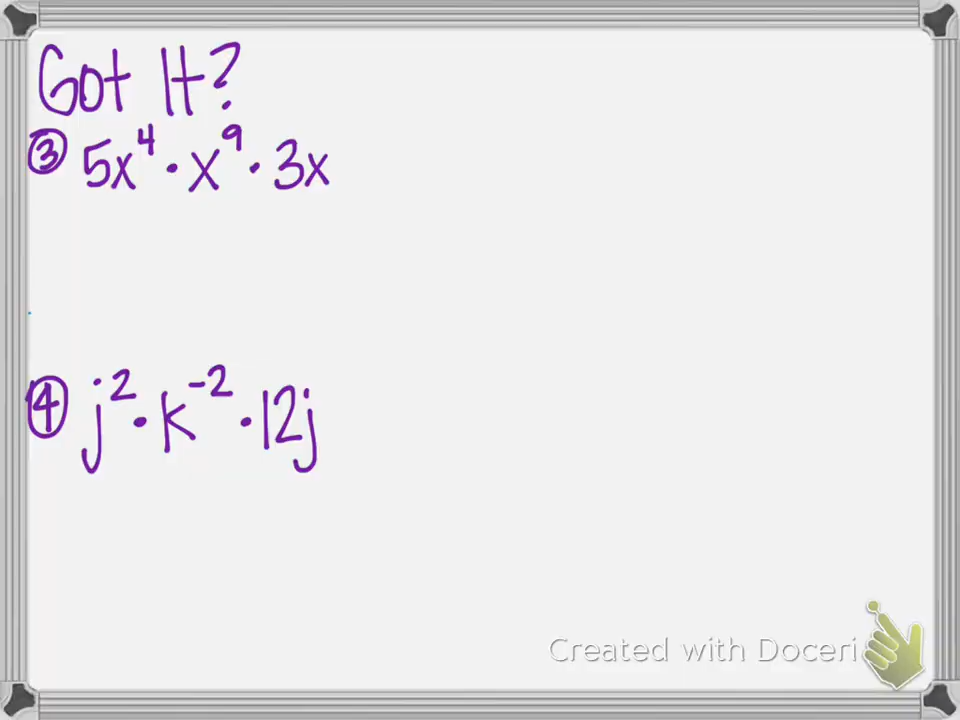 Got It?
③ 5x⁴ · x⁹ · 3x
④ j² · k⁻² · 12j
Created with Doceri